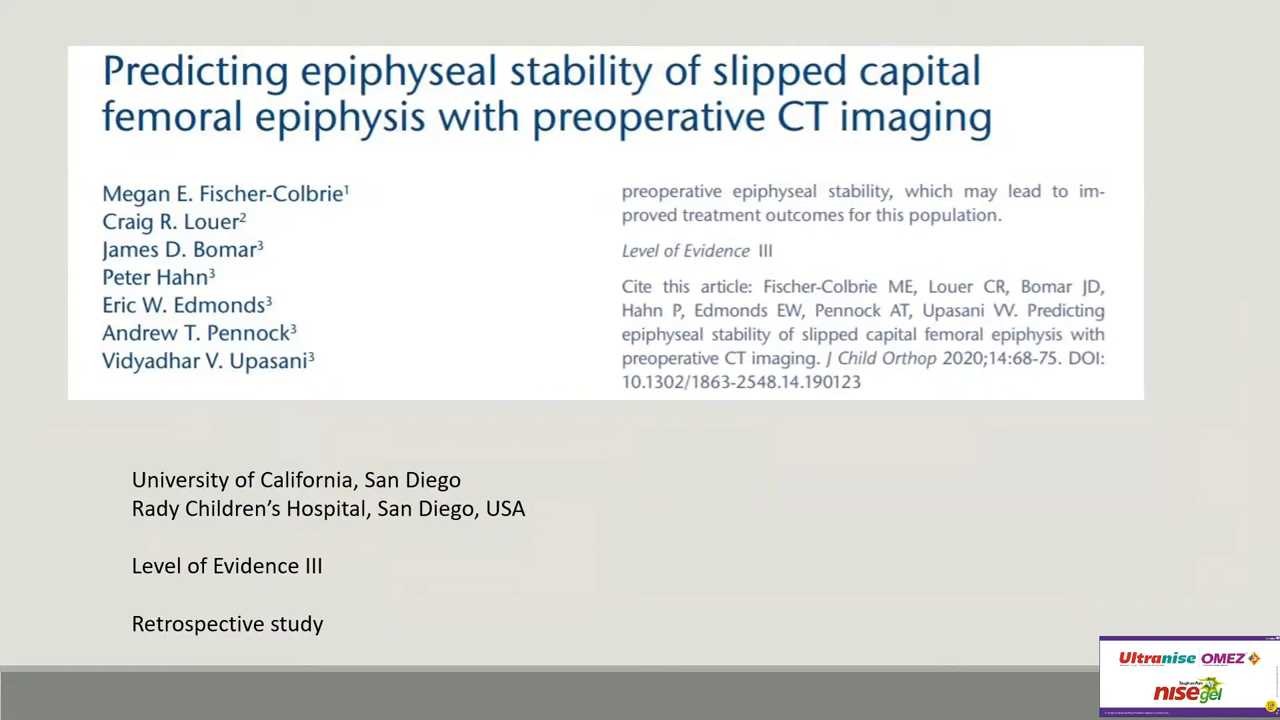 Predicting epiphyseal stability of slipped capital
femoral epiphysis with preoperative CT imaging
Megan E. Fischer-Colbrie1
Craig R. Louer2
James D. Bomar3
Peter Hahn3
Eric W. Edmonds3
Andrew T. Pennock3
Vidyadhar V. Upasani3
preoperative epiphyseal stability, which may lead to im-
proved treatment outcomes for this population.
Level of Evidence III
Cite this article: Fischer-Colbrie ME, Louer CR, Bomar JD,
Hahn P, Edmonds EW, Pennock AT, Upasani VV. Predicting
epiphyseal stability of slipped capital femoral epiphysis with
preoperative CT imaging. J Child Orthop 2020;14:68-75. DOI:
10.1302/1863-2548.14.190123
University of California, San Diego
Rady Children’s Hospital, San Diego, USA
Level of Evidence III
Retrospective study
Ultranise OMEZ
nisegel